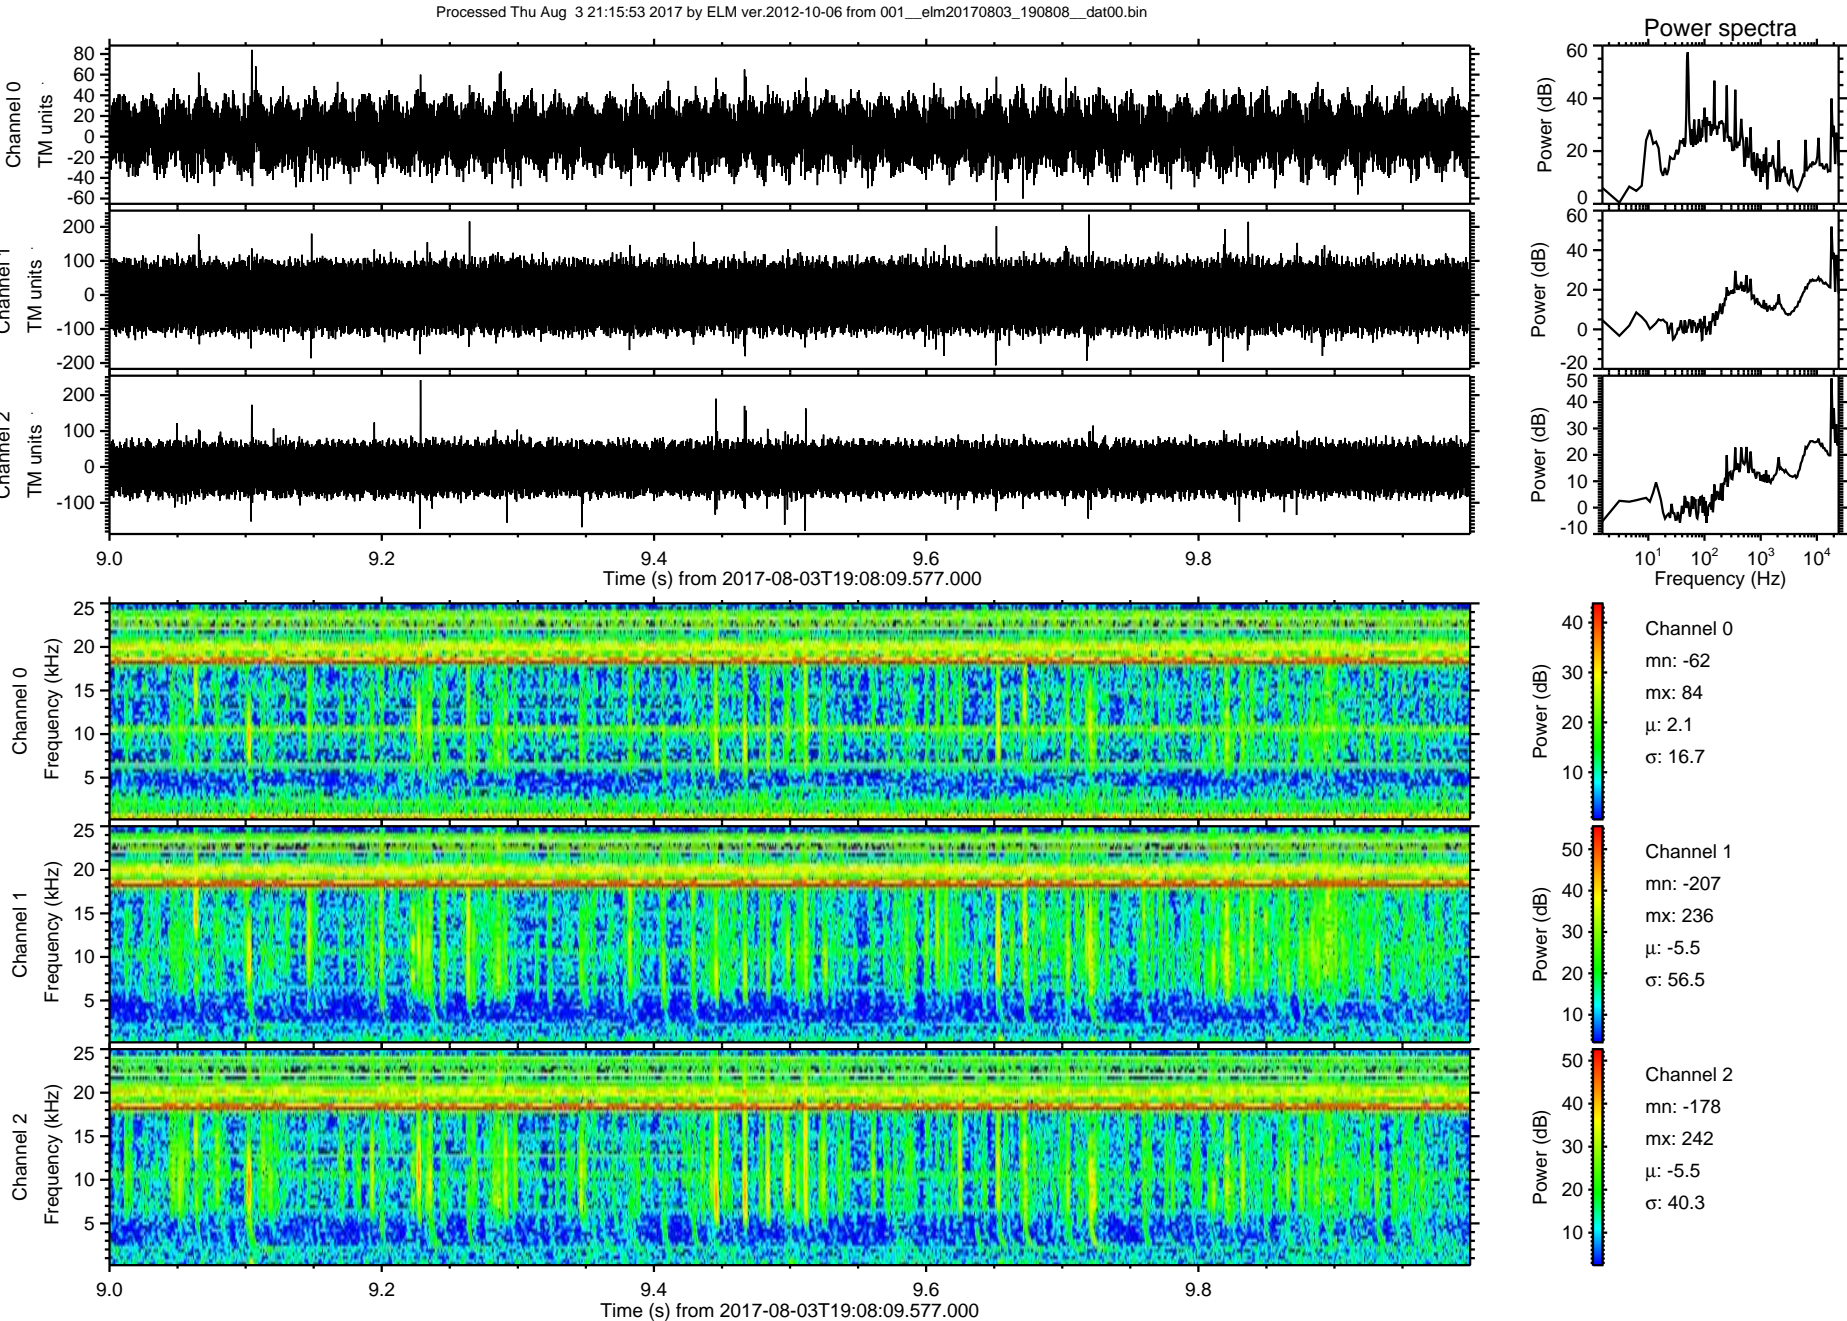 Processed Thu Aug 3 21:15:53 2017 by ELM ver.2012-10-06 from 001__elm20170803_190808__dat00.bin
Power spectra
Channel 0
TM units
80
60
40
20
0
-20
-40
-60
Power (dB)
60
40
20
0
Channel 1
TM units
200
100
0
-100
-200
Power (dB)
60
40
20
0
-20
Channel 2
TM units
200
100
0
-100
Power (dB)
50
40
30
20
10
0
-10
9.0 9.2 9.4 9.6 9.8
Time (s) from 2017-08-03T19:08:09.577.000
10¹ 10² 10³ 10⁴
Frequency (Hz)
Channel 0
Frequency (kHz)
25
20
15
10
5
Power (dB)
40
30
20
10
Channel 0
mn: -62
mx: 84
μ: 2.1
σ: 16.7
Channel 1
Frequency (kHz)
25
20
15
10
5
Power (dB)
50
40
30
20
10
Channel 1
mn: -207
mx: 236
μ: -5.5
σ: 56.5
Channel 2
Frequency (kHz)
25
20
15
10
5
Power (dB)
50
40
30
20
10
Channel 2
mn: -178
mx: 242
μ: -5.5
σ: 40.3
9.0 9.2 9.4 9.6 9.8
Time (s) from 2017-08-03T19:08:09.577.000